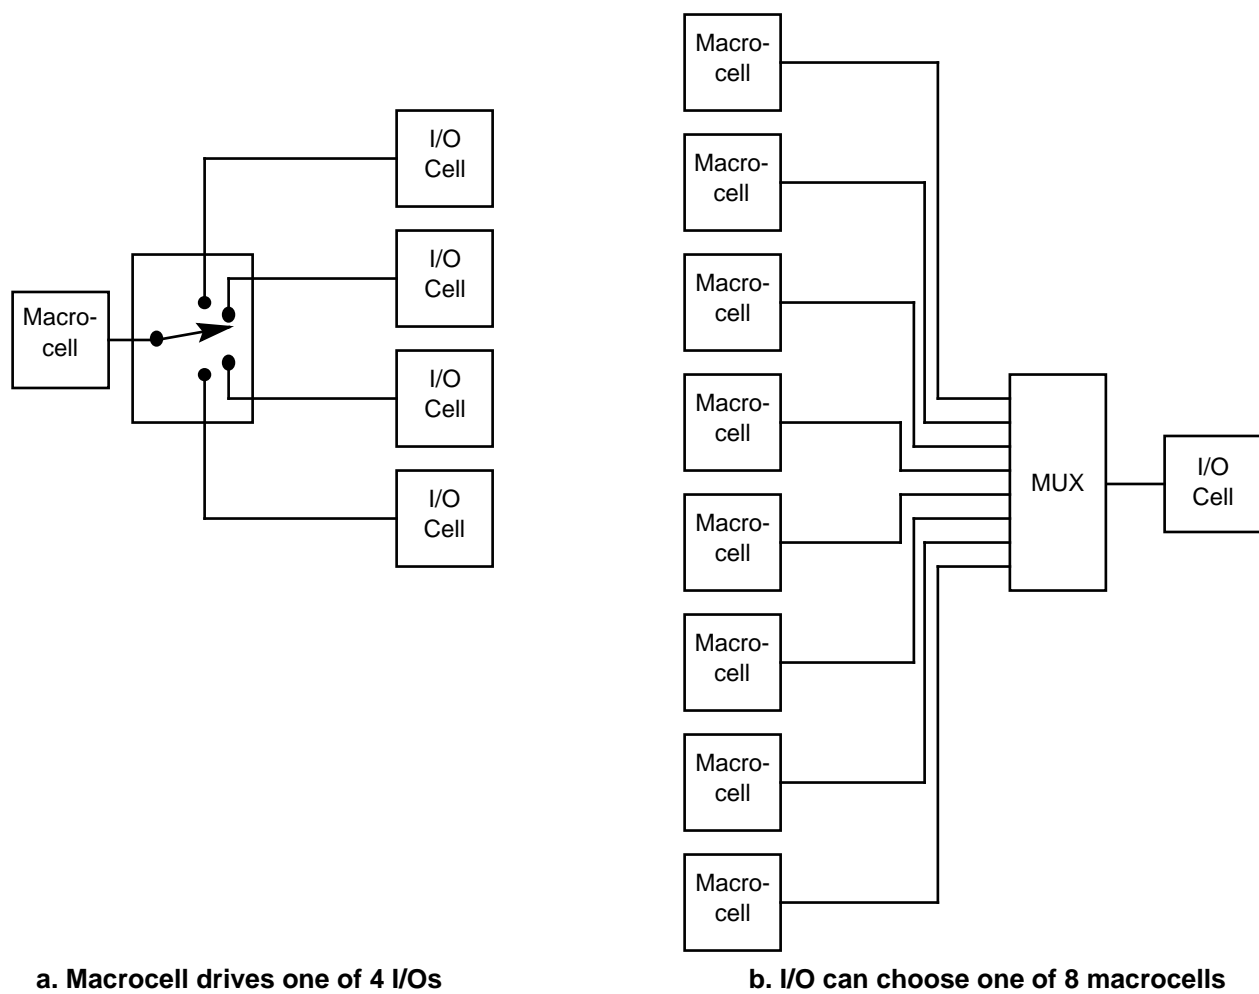 Macro-
cell
I/O
Cell
I/O
Cell
I/O
Cell
I/O
Cell
a. Macrocell drives one of 4 I/Os
Macro-
cell
Macro-
cell
Macro-
cell
Macro-
cell
Macro-
cell
Macro-
cell
Macro-
cell
Macro-
cell
MUX
I/O
Cell
b. I/O can choose one of 8 macrocells